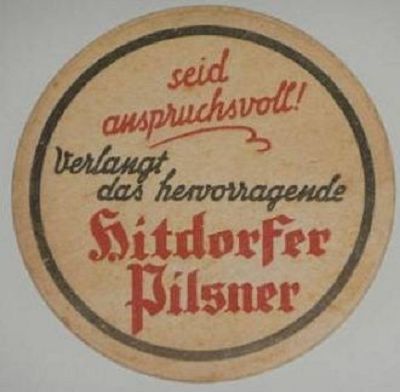 seid
anspruchsvoll!
Verlangt
das hervorragende
Hitdorfer
Pilsner